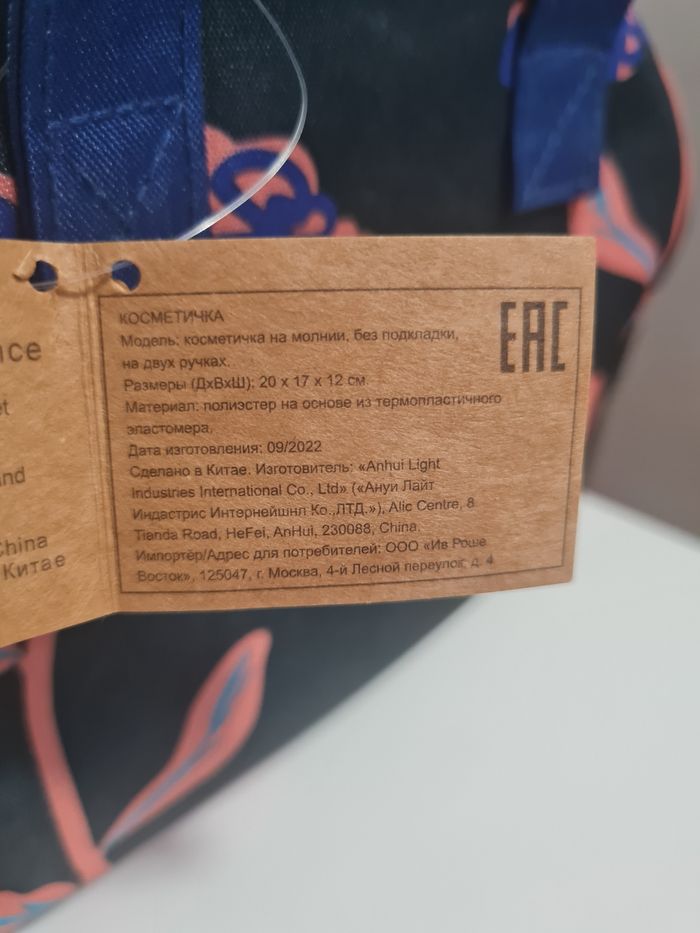 КОСМЕТИЧКА
Модель: косметичка на молнии, без подкладки,
на двух ручках.
Размеры (ДхВхШ): 20 х 17 х 12 см
Материал: полиэстер на основе из термопластичного
эластомера.
Дата изготовления: 09/2022
Сделано в Китае. Изготовитель: «Anhui Light
Industries International Co., Ltd» («Ануи Лайт
Индастрис Интернейшнл Ко.,ЛТД.»), Alic Centre, 8
Tianda Road, HeFei, AnHui, 230088, China.
Импортёр/Адрес для потребителей: ООО «Ив Роше
Восток», 125047, г. Москва, 4-й Лесной переулок, д. 4
EAC
China
Китае